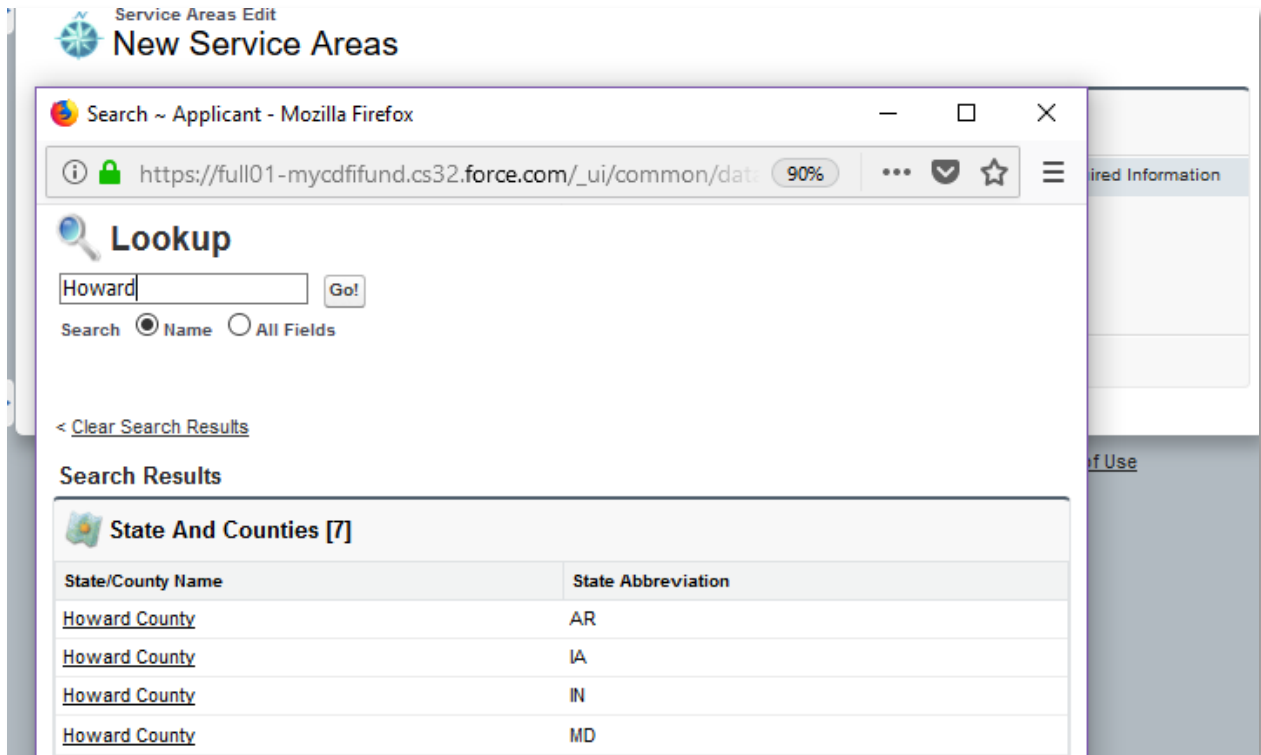 Service Areas Edit
New Service Areas
Search ~ Applicant - Mozilla Firefox
https://full01-mycdfifund.cs32.force.com/_ui/common/data 90%
ired Information
Lookup
Howard Go!
Search Name All Fields
< Clear Search Results
of Use
Search Results
State And Counties [7]
State/County Name State Abbreviation
Howard County AR
Howard County IA
Howard County IN
Howard County MD